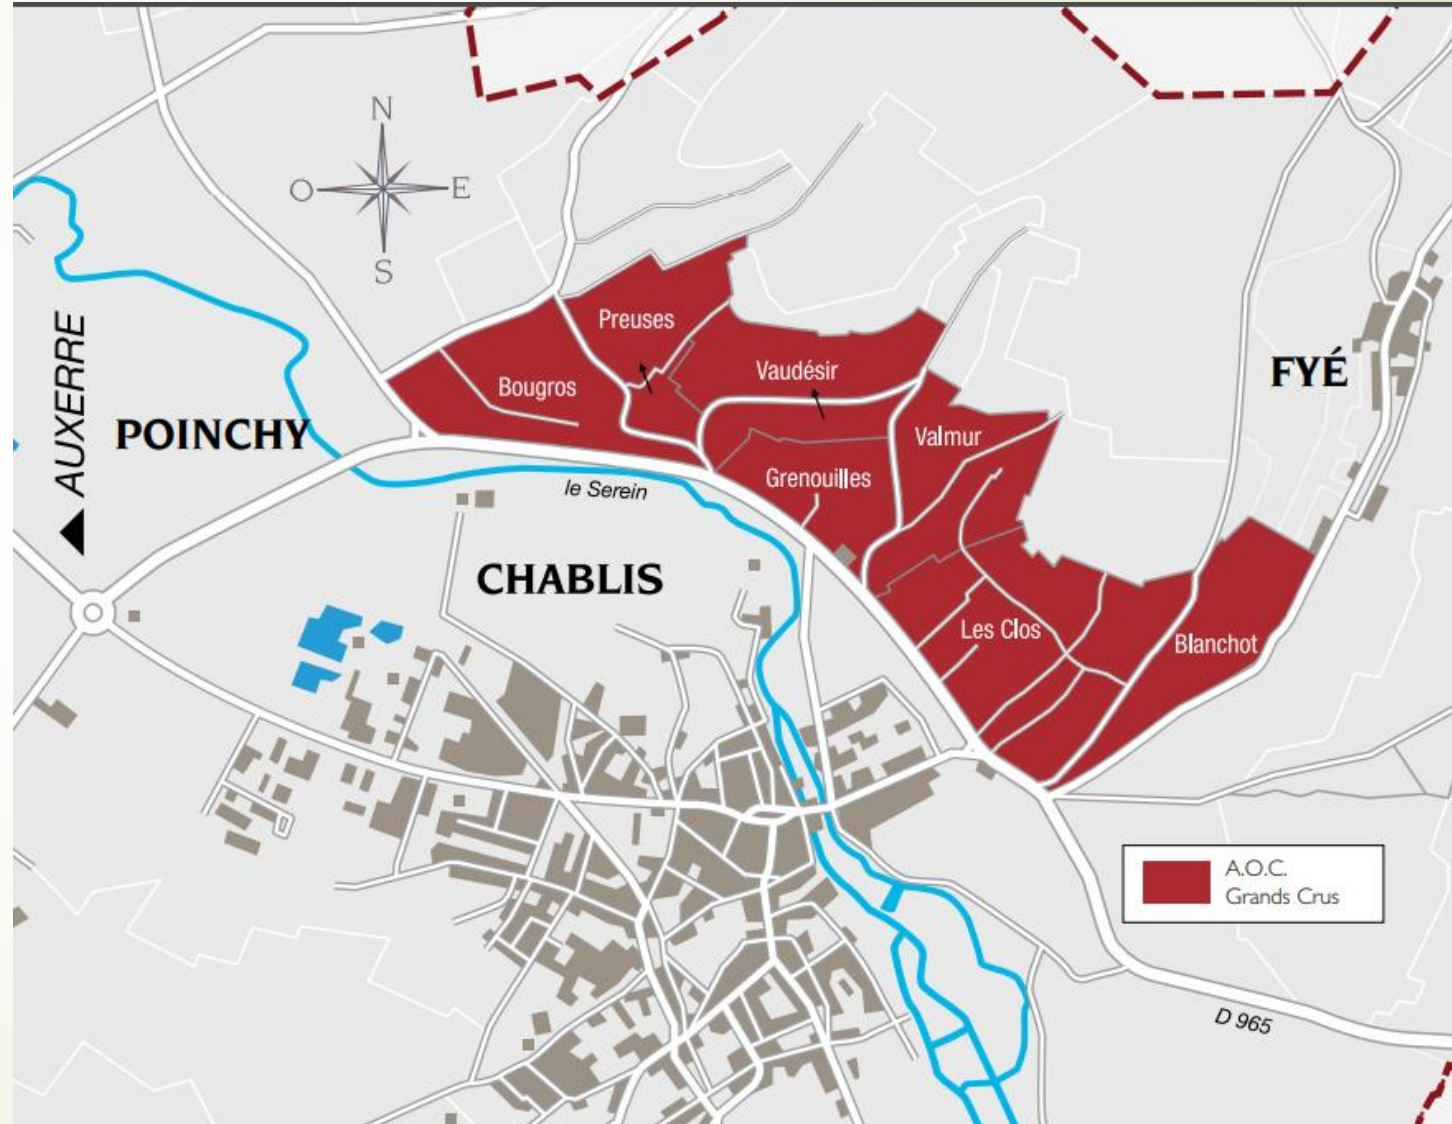 N
O
E
S
AUXERRE
POINCHY
Preuses
Bougros
Vaudésir
Valmur
Grenouilles
FYÉ
le Serein
CHABLIS
Les Clos
Blanchot
A.O.C.
Grands Crus
D 965